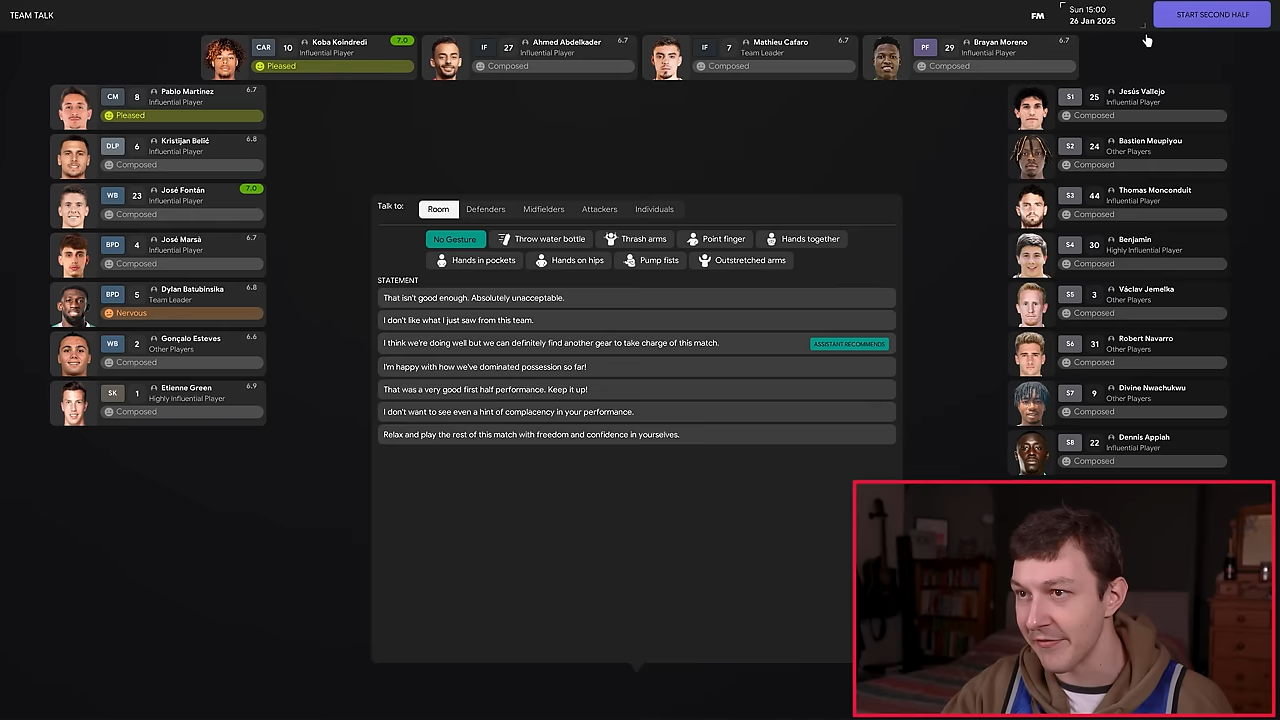 TEAM TALK
FM
Sun 15:00
26 Jan 2025
START SECOND HALF
CAR 10 Koba Koindredi 7.0
Influential Player
Pleased
IF 27 Ahmed Abdelkader 6.7
Influential Player
Composed
IF 7 Mathieu Cafaro 6.7
Team Leader
Composed
PF 29 Brayan Moreno 6.7
Influential Player
Composed
CM 8 Pablo Martinez 6.7
Influential Player
Pleased
DLP 6 Kristijan Belić 6.8
Influential Player
Composed
WB 23 José Fontán 7.0
Influential Player
Composed
BPD 4 José Marsà 6.7
Influential Player
Composed
BPD 5 Dylan Batubinsika 6.8
Team Leader
Nervous
WB 2 Gonçalo Esteves 6.6
Other Players
Composed
SK 1 Etienne Green 6.9
Highly Influential Player
Composed
Talk to: Room Defenders Midfielders Attackers Individuals
No Gesture Throw water bottle Thrash arms Point finger Hands together
Hands in pockets Hands on hips Pump fists Outstretched arms
STATEMENT
That isn't good enough. Absolutely unacceptable.
I don't like what I just saw from this team.
I think we're doing well but we can definitely find another gear to take charge of this match. ASSISTANT RECOMMENDS
I'm happy with how we've dominated possession so far!
That was a very good first half performance. Keep it up!
I don't want to see even a hint of complacency in your performance.
Relax and play the rest of this match with freedom and confidence in yourselves.
S1 25 Jesús Vallejo
Influential Player
Composed
S2 24 Bastien Meupiyou
Other Players
Composed
S3 44 Thomas Monconduit
Influential Player
Composed
S4 30 Benjamin
Highly Influential Player
Composed
S5 3 Václav Jemelka
Other Players
Composed
S6 31 Robert Navarro
Other Players
Composed
S7 9 Divine Nwachukwu
Other Players
Composed
S8 22 Dennis Appiah
Influential Player
Composed